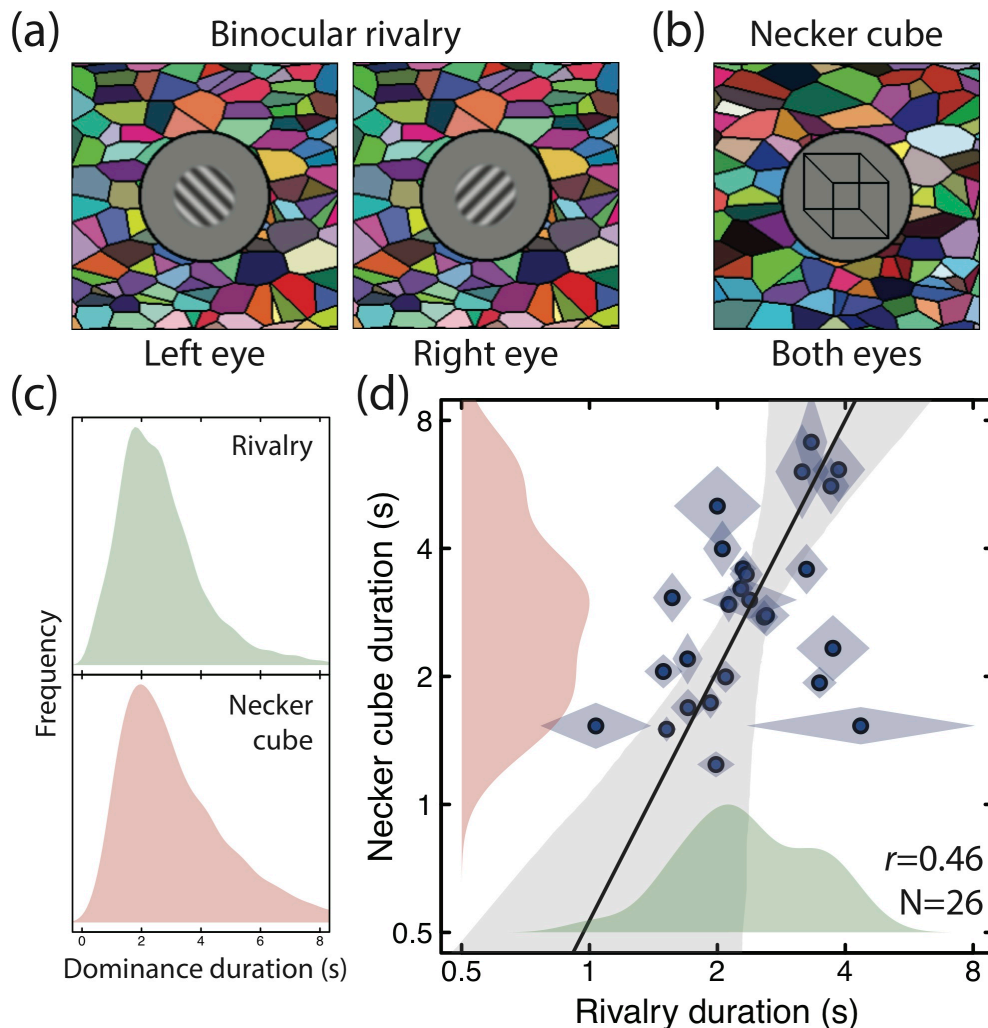 (a)
Binocular rivalry
(b)
Necker cube
Left eye
Right eye
Both eyes
(c)
Rivalry
Necker
cube
Frequency
0 2 4 6 8
Dominance duration (s)
(d)
8
4
2
1
0.5
Necker cube duration (s)
r=0.46
N=26
0.5 1 2 4 8
Rivalry duration (s)